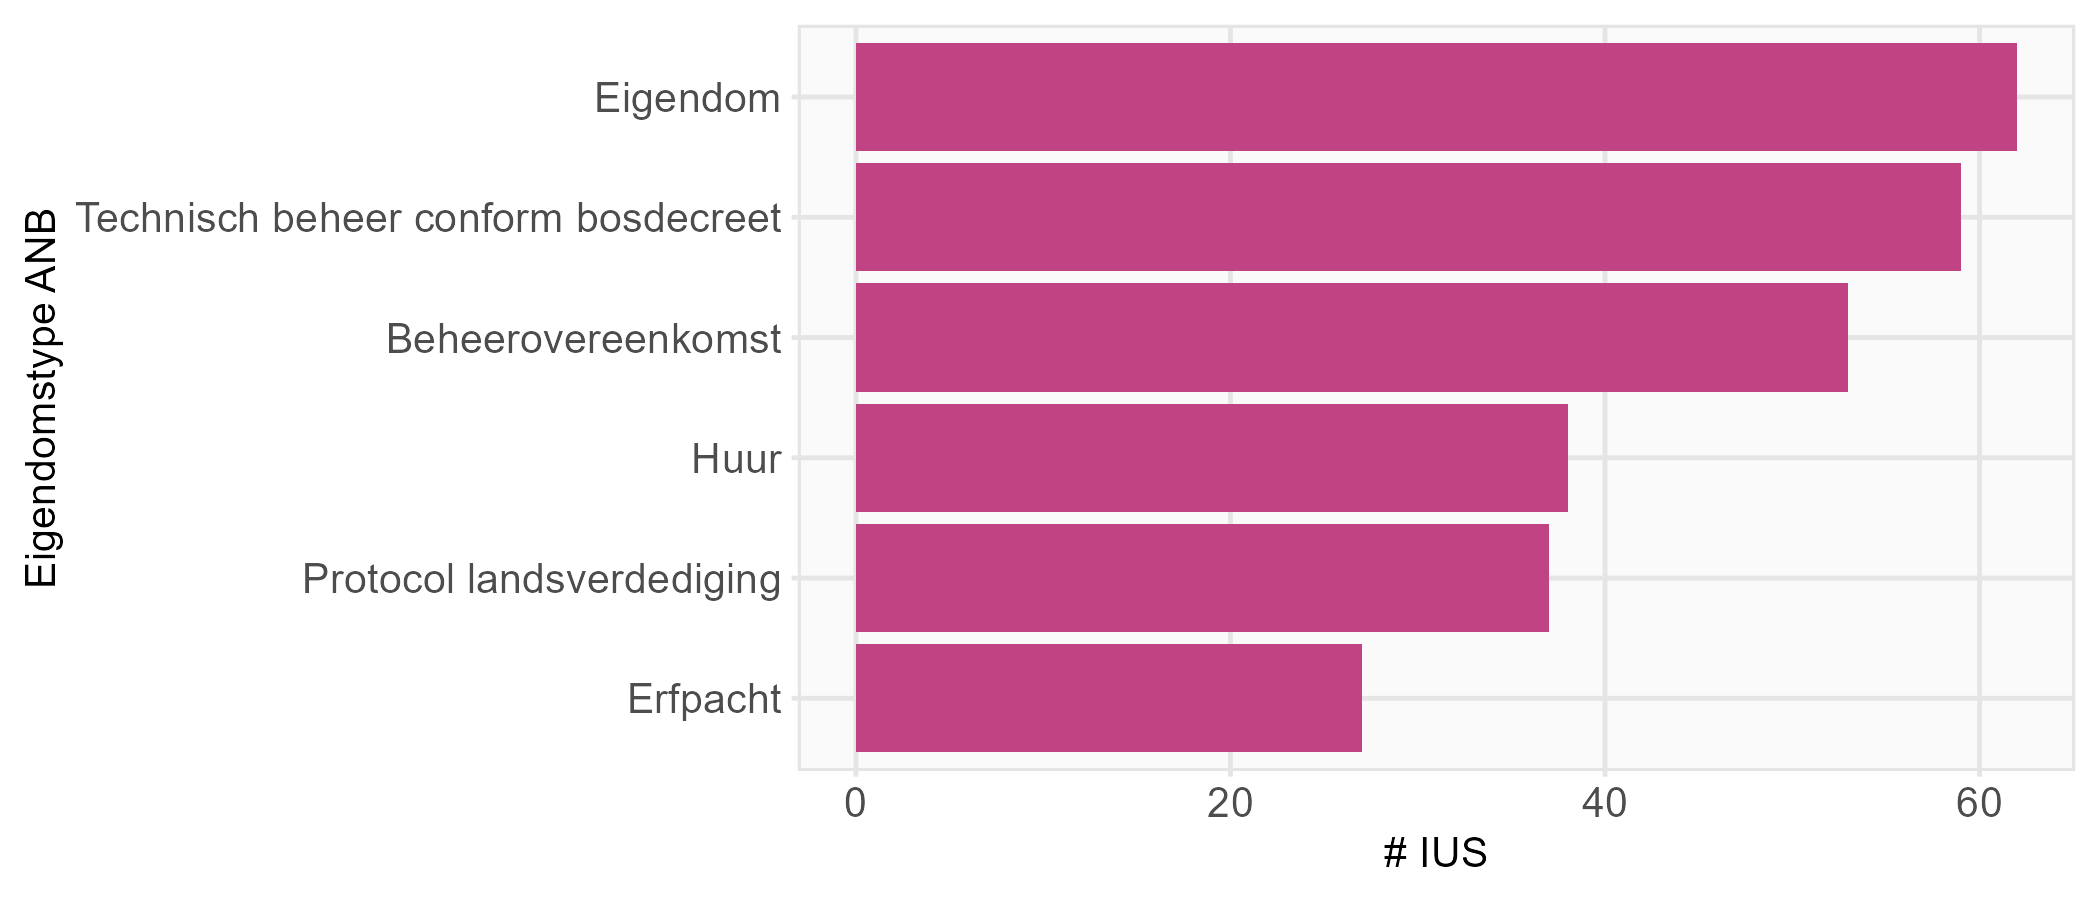 Eigendomstype ANB
Eigendom
Technisch beheer conform bosdecreet
Beheerovereenkomst
Huur
Protocol landsverdediging
Erfpacht
0 20 40 60
# IUS